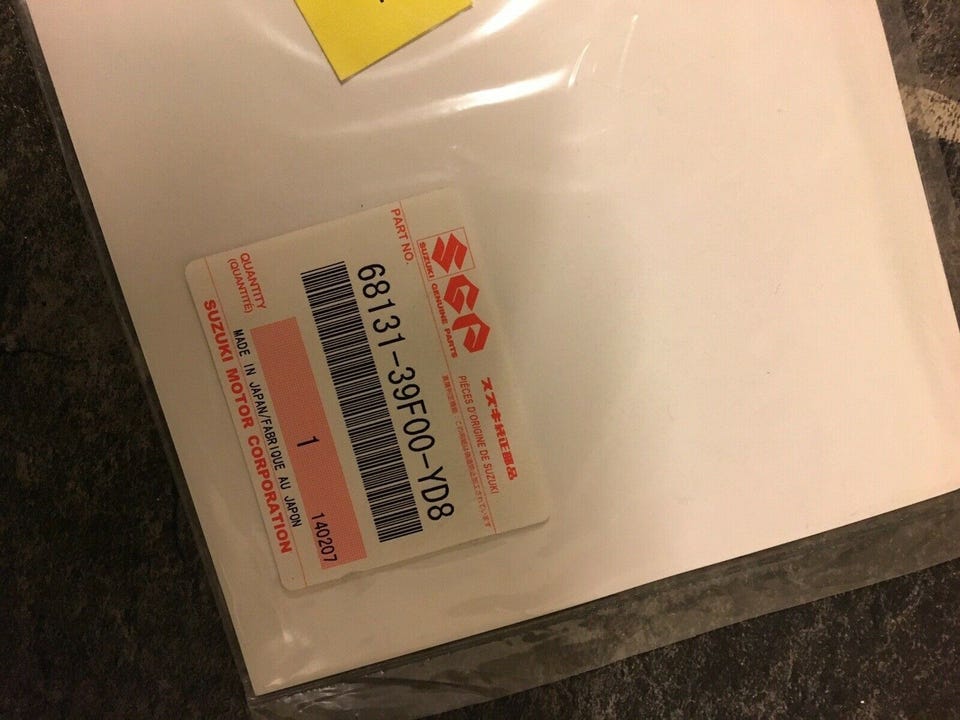 SGP
SUZUKI GENUINE PARTS
スズキ純正部品
PIÈCES D'ORIGINE DE SUZUKI
PART NO.
68131-39F00-YD8
QUANTITY
(QUANTITÉ)
1
140207
MADE IN JAPAN/FABRIQUE AU JAPON
SUZUKI MOTOR CORPORATION